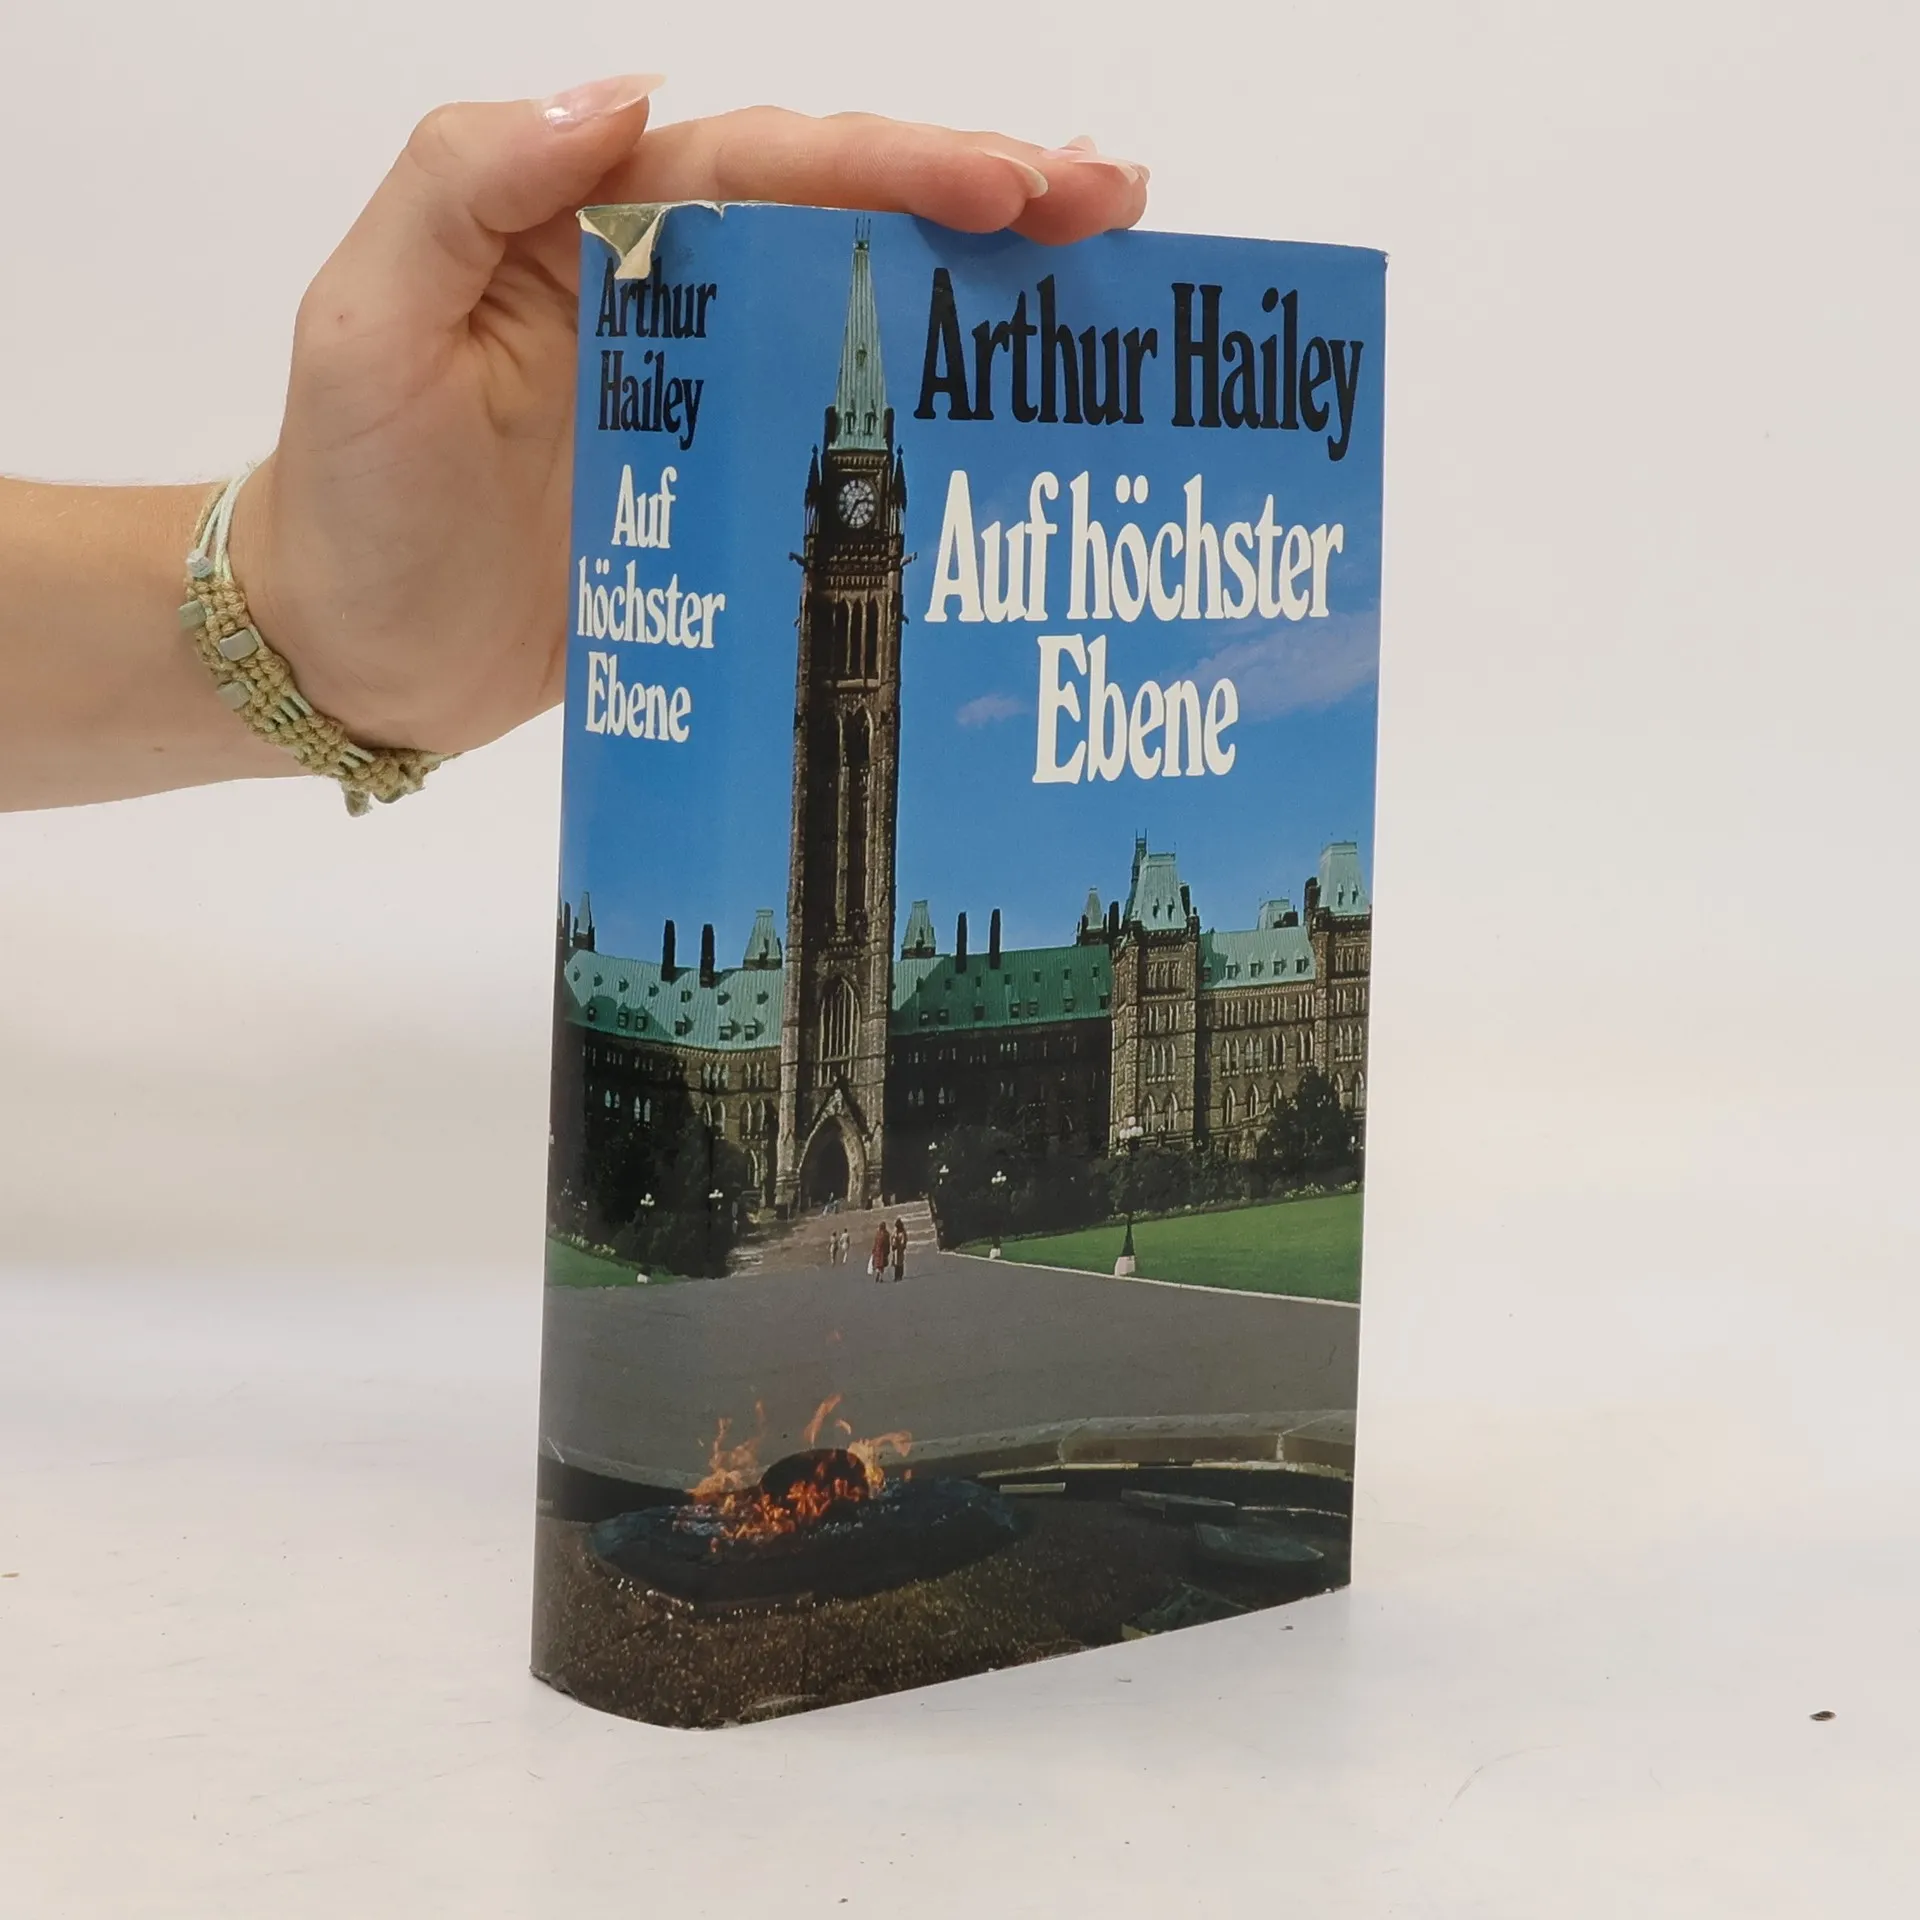 Arthur
Hailey
Auf
höchster
Ebene
Arthur Hailey
Auf höchster
Ebene